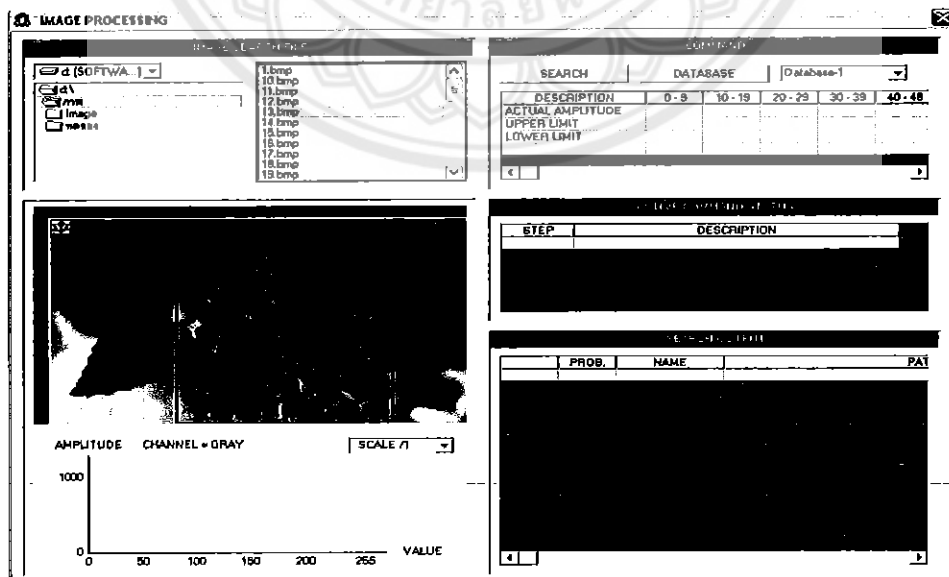 IMAGE PROCESSING
COMMAND
d: [SOFTWA...]
d:\
Image
1.bmp
10.bmp
11.bmp
12.bmp
13.bmp
14.bmp
15.bmp
16.bmp
17.bmp
18.bmp
19.bmp
SEARCH
DATABASE
Database-1
DESCRIPTION
0 - 9
10 - 19
20 - 29
30 - 39
40 - 48
ACTUAL AMPLITUDE
UPPER LIMIT
LOWER LIMIT
STEP
DESCRIPTION
PROB.
NAME
PAT
AMPLITUDE
CHANNEL = GRAY
SCALE /1
1000
0
0
50
100
150
200
255
VALUE